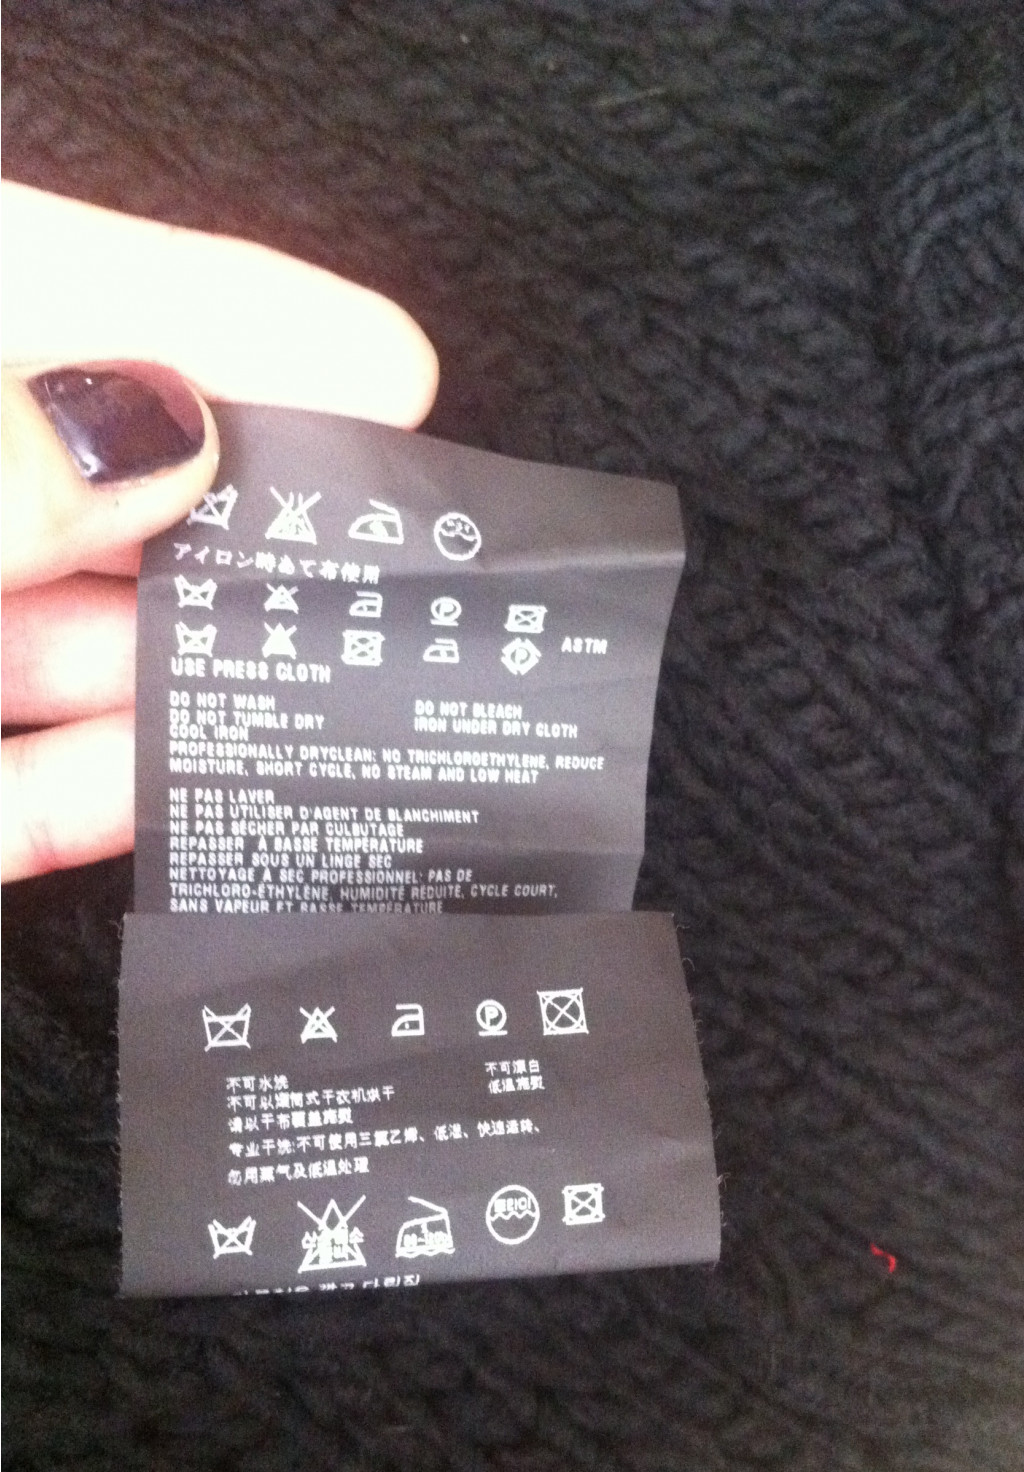 アイロン時あて布使用
ASTM
USE PRESS CLOTH
DO NOT WASH
DO NOT BLEACH
DO NOT TUMBLE DRY
IRON UNDER DRY CLOTH
COOL IRON
PROFESSIONALLY DRYCLEAN: NO TRICHLOROETHYLENE, REDUCE
MOISTURE, SHORT CYCLE, NO STEAM AND LOW HEAT
NE PAS LAVER
NE PAS UTILISER D'AGENT DE BLANCHIMENT
NE PAS SÉCHER PAR CULBUTAGE
REPASSER À BASSE TEMPÉRATURE
REPASSER SOUS UN LINGE SEC
NETTOYAGE À SEC PROFESSIONNEL: PAS DE
TRICHLORO-ÉTHYLÈNE, HUMIDITÉ RÉDUITE, CYCLE COURT,
SANS VAPEUR ET BASSE TEMPÉRATURE
P
不可水洗
不可漂白
不可以滚筒式干衣机烘干
低温熨
请以干布覆盖熨
专业干洗:不可使用三氯乙烯、低湿、快速
勿用蒸气及低温处理